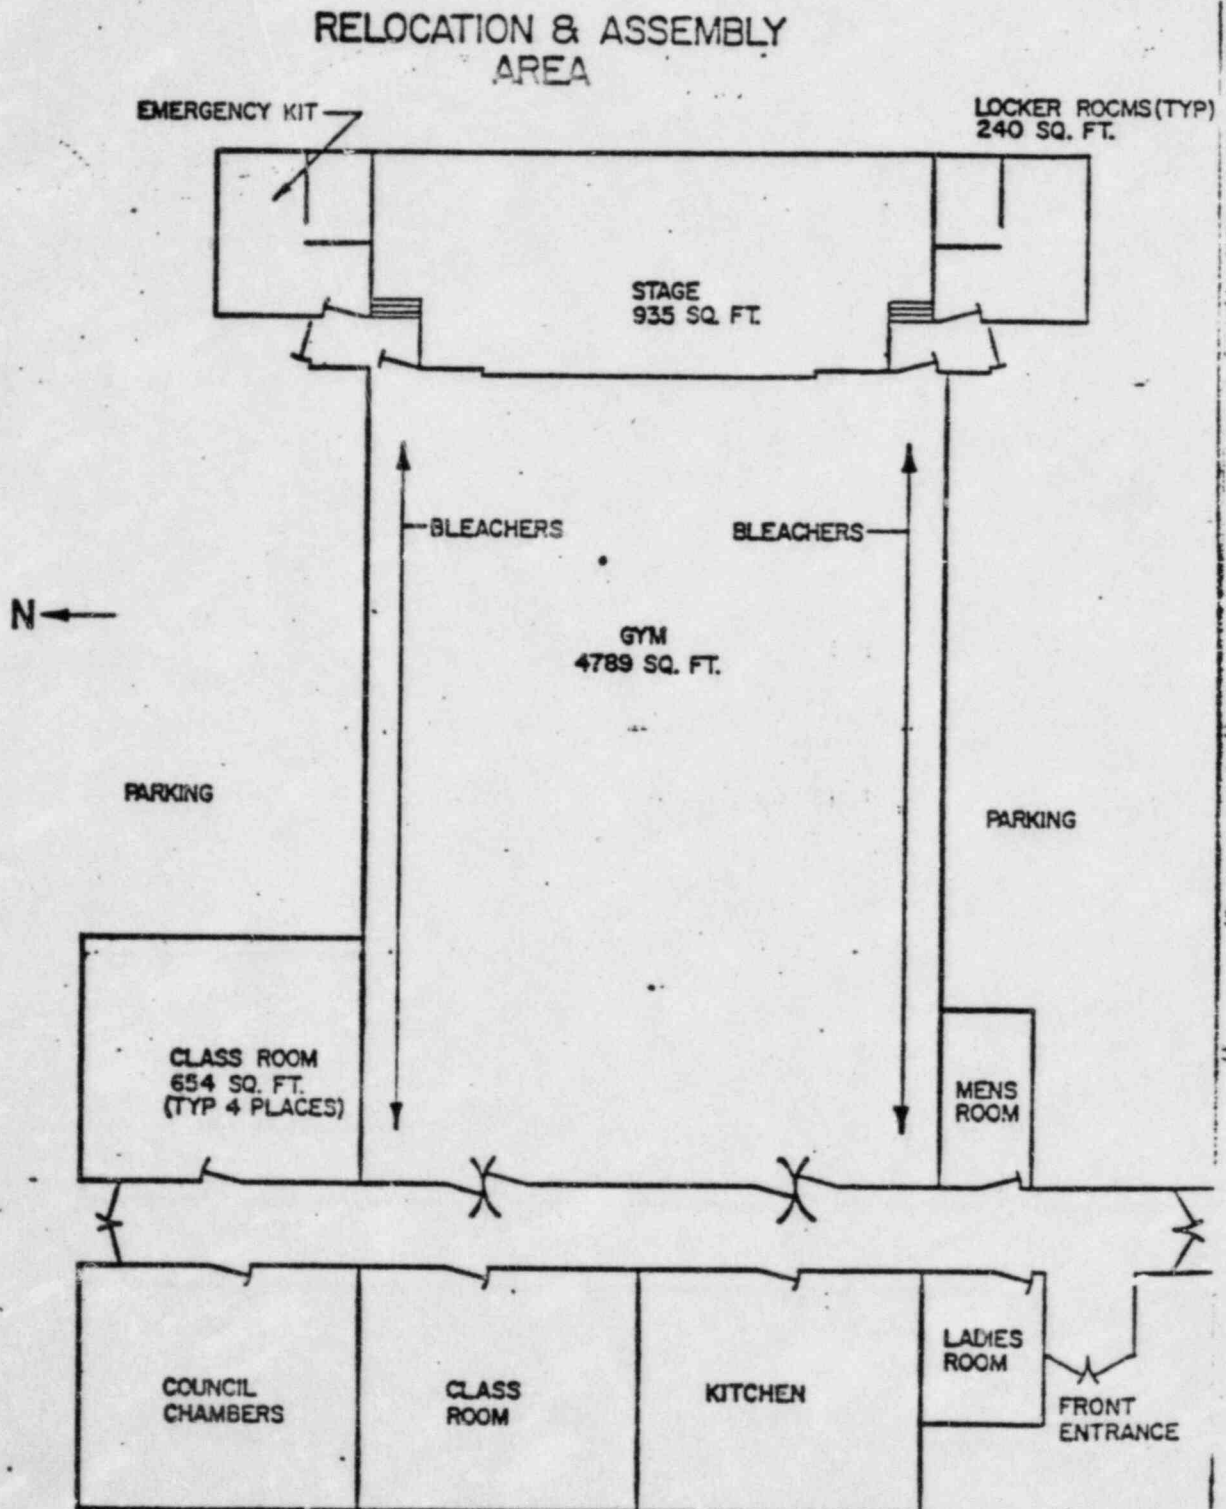 RELOCATION & ASSEMBLY
AREA
EMERGENCY KIT
LOCKER ROOMS (TYP)
240 SQ. FT.
STAGE
935 SQ. FT.
BLEACHERS
BLEACHERS
N
GYM
4789 SQ. FT.
PARKING
PARKING
CLASS ROOM
654 SQ. FT.
(TYP 4 PLACES)
MENS
ROOM
COUNCIL
CHAMBERS
CLASS
ROOM
KITCHEN
LADIES
ROOM
FRONT
ENTRANCE